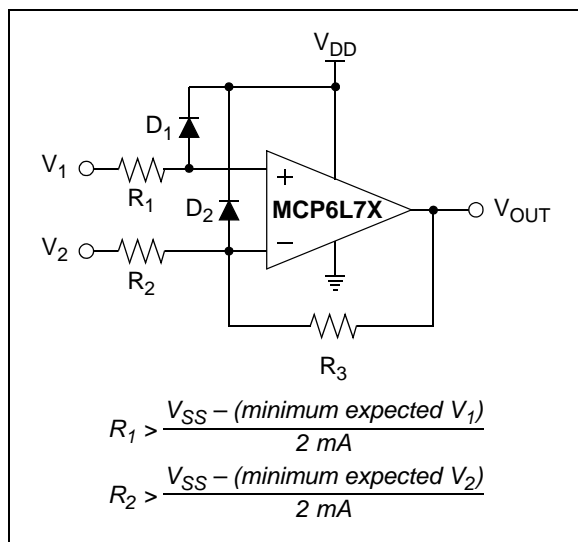 V_DD
D_1
V_1
R_1
+
MCP6L7X
V_OUT
D_2
V_2
R_2
–
R_3
R_1 > V_SS – (minimum expected V_1) / 2 mA
R_2 > V_SS – (minimum expected V_2) / 2 mA